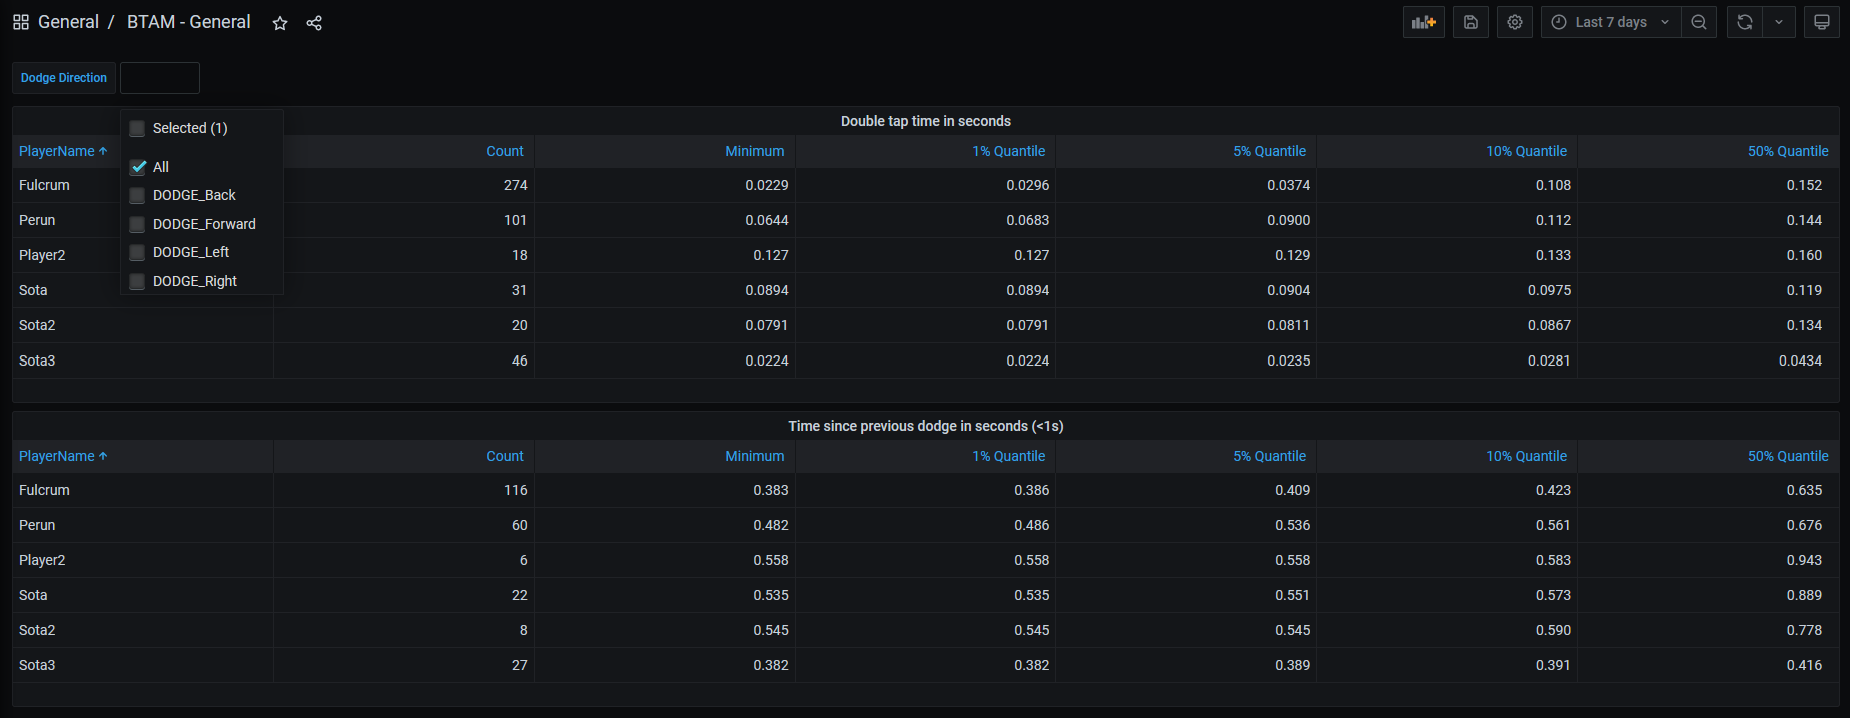 General / BTAM - General Last 7 days
Dodge Direction
Double tap time in seconds
Selected (1)
All
DODGE_Back
DODGE_Forward
DODGE_Left
DODGE_Right
PlayerName Count Minimum 1% Quantile 5% Quantile 10% Quantile 50% Quantile
Fulcrum 274 0.0229 0.0296 0.0374 0.108 0.152
Perun 101 0.0644 0.0683 0.0900 0.112 0.144
Player2 18 0.127 0.127 0.129 0.133 0.160
Sota 31 0.0894 0.0894 0.0904 0.0975 0.119
Sota2 20 0.0791 0.0791 0.0811 0.0867 0.134
Sota3 46 0.0224 0.0224 0.0235 0.0281 0.0434
Time since previous dodge in seconds (<1s)
PlayerName Count Minimum 1% Quantile 5% Quantile 10% Quantile 50% Quantile
Fulcrum 116 0.383 0.386 0.409 0.423 0.635
Perun 60 0.482 0.486 0.536 0.561 0.676
Player2 6 0.558 0.558 0.558 0.583 0.943
Sota 22 0.535 0.535 0.551 0.573 0.889
Sota2 8 0.545 0.545 0.545 0.590 0.778
Sota3 27 0.382 0.382 0.389 0.391 0.416